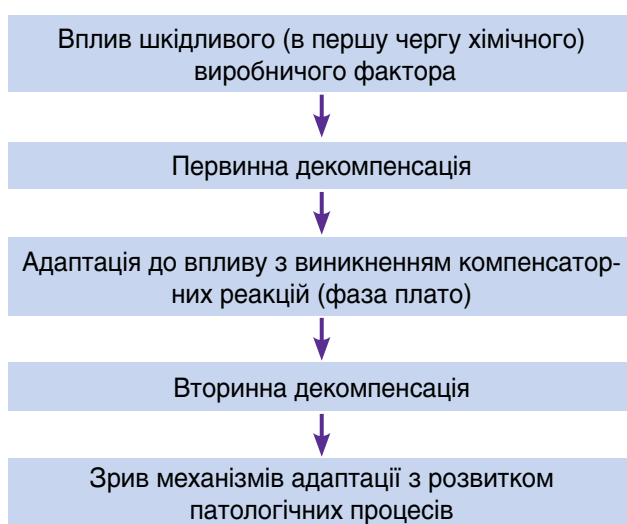 Вплив шкідливого (в першу чергу хімічного)
виробничого фактора
Первинна декомпенсація
Адаптація до впливу з виникненням компенсатор-
них реакцій (фаза плато)
Вторинна декомпенсація
Зрив механізмів адаптації з розвитком
патологічних процесів